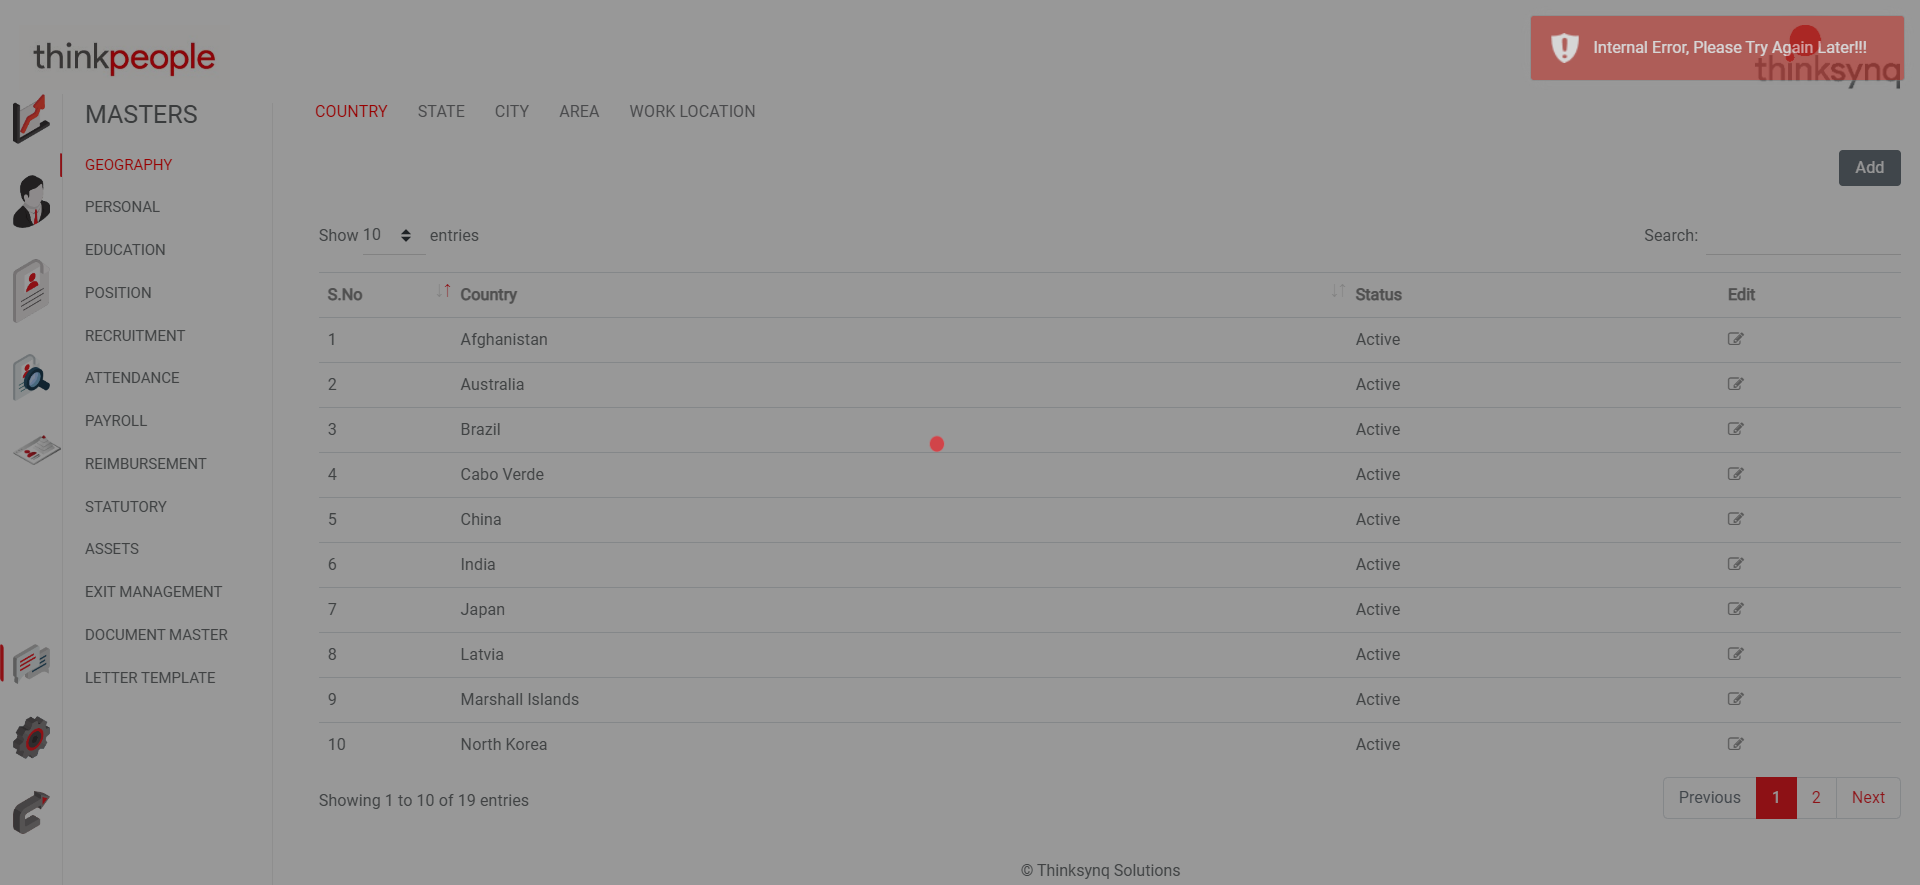 thinkpeople
Internal Error, Please Try Again Later!!!
thinksynq
MASTERS
GEOGRAPHY
PERSONAL
EDUCATION
POSITION
RECRUITMENT
ATTENDANCE
PAYROLL
REIMBURSEMENT
STATUTORY
ASSETS
EXIT MANAGEMENT
DOCUMENT MASTER
LETTER TEMPLATE
COUNTRY STATE CITY AREA WORK LOCATION
Add
Show 10 entries Search:
S.No Country Status Edit
1 Afghanistan Active
2 Australia Active
3 Brazil Active
4 Cabo Verde Active
5 China Active
6 India Active
7 Japan Active
8 Latvia Active
9 Marshall Islands Active
10 North Korea Active
Showing 1 to 10 of 19 entries Previous 1 2 Next
© Thinksynq Solutions